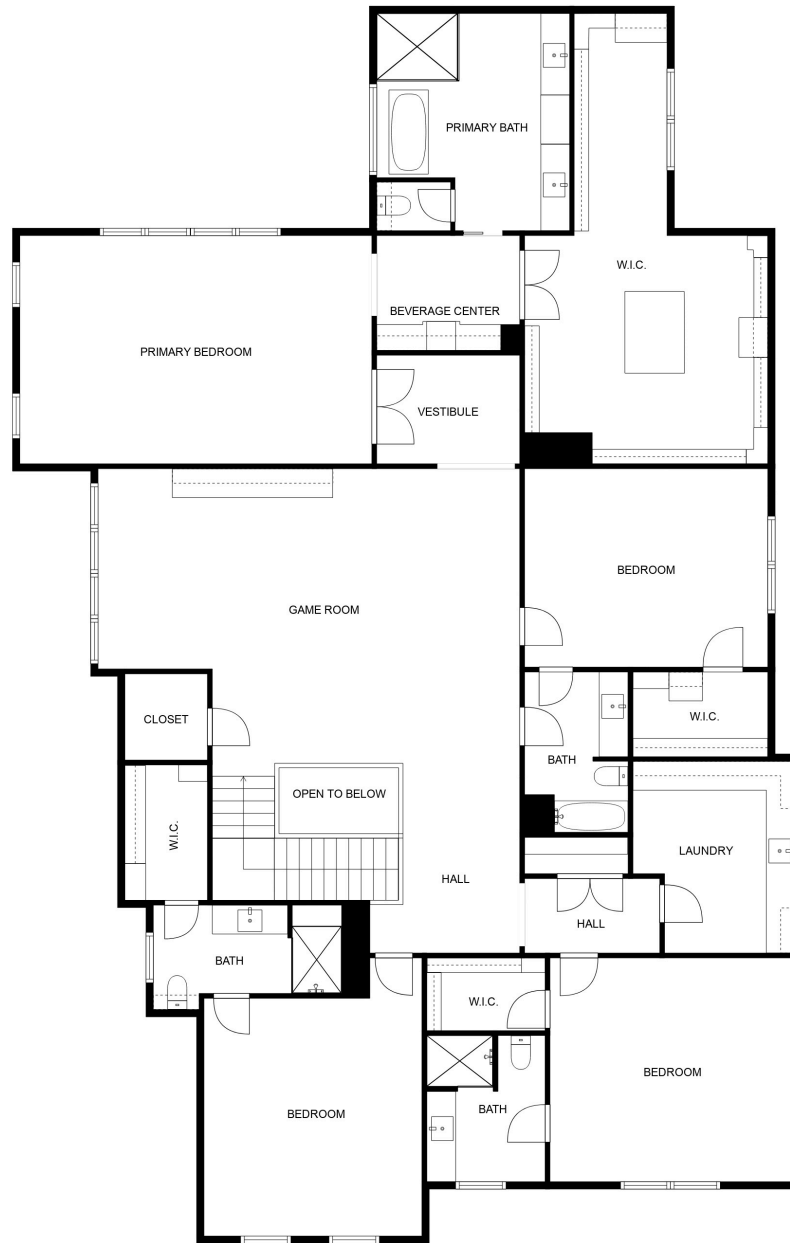 PRIMARY BATH
W.I.C.
BEVERAGE CENTER
PRIMARY BEDROOM
VESTIBULE
BEDROOM
GAME ROOM
W.I.C.
CLOSET
BATH
OPEN TO BELOW
W.I.C.
LAUNDRY
HALL
HALL
BATH
W.I.C.
BEDROOM
BATH
BEDROOM